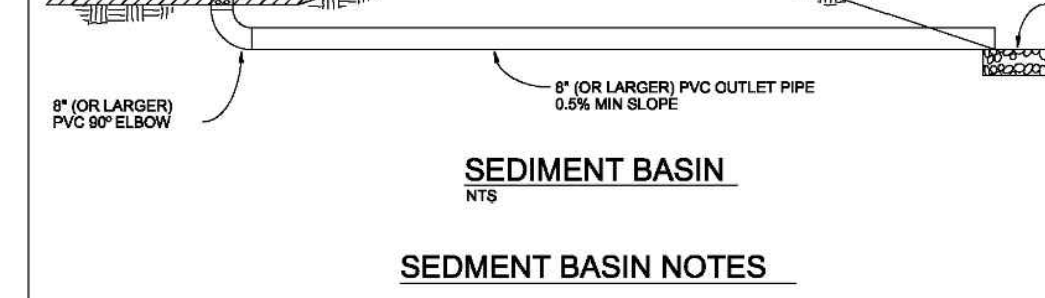 8" (OR LARGER) PVC OUTLET PIPE
0.5% MIN SLOPE
8" (OR LARGER)
PVC 90° ELBOW
SEDIMENT BASIN
NTS
SEDMENT BASIN NOTES